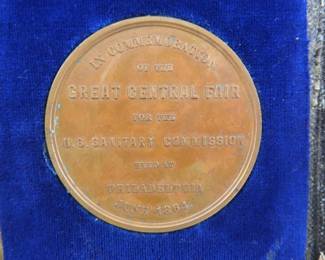 IN COMMEMORATION
OF THE
GREAT CENTRAL FAIR
FOR THE
U.S. SANITARY COMMISSION
HELD AT
PHILADELPHIA
JUNE 1864.